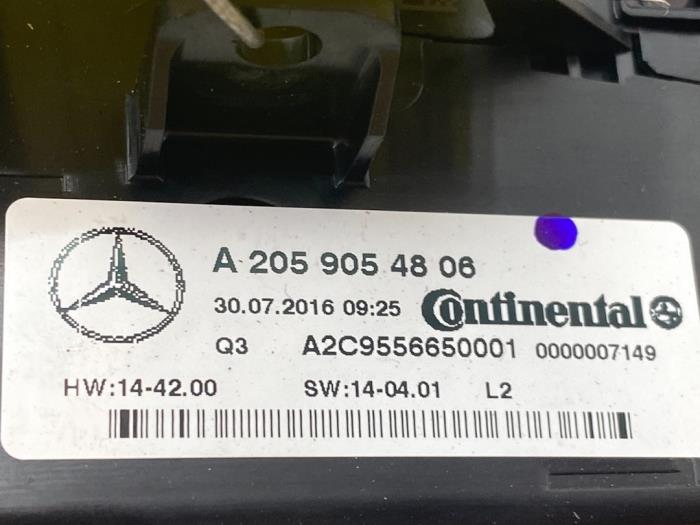 A 205 905 48 06
30.07.2016 09:25 Continental
Q3 A2C9556650001 0000007149
HW:14-42.00 SW:14-04.01 L2